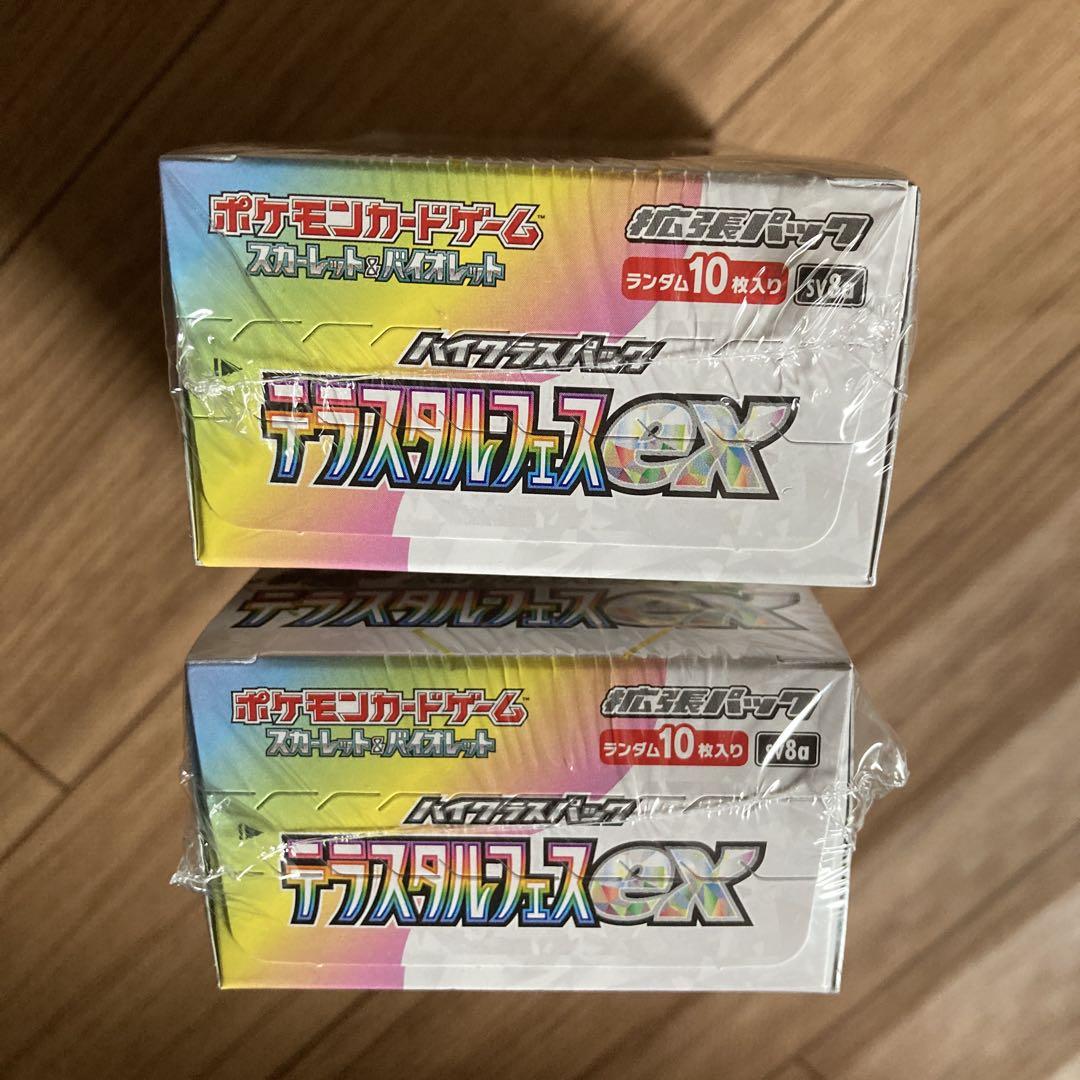 ポケモンカードゲーム™
スカーレット&バイオレット
拡張パック
ランダム10枚入り sv8a
ハイクラスパック
テラスタルフェスex
テラスタルフェスex
ポケモンカードゲーム™
スカーレット&バイオレット
拡張パック
ランダム10枚入り sv8a
ハイクラスパック
テラスタルフェスex